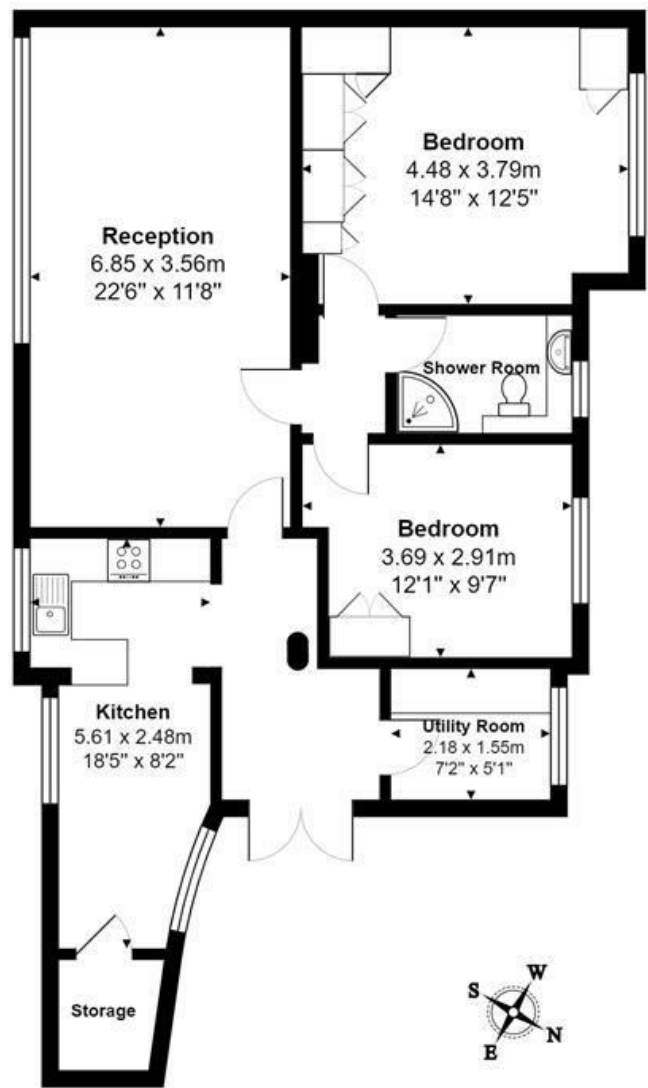 Reception
6.85 x 3.56m
22'6" x 11'8"
Bedroom
4.48 x 3.79m
14'8" x 12'5"
Shower Room
Bedroom
3.69 x 2.91m
12'1" x 9'7"
Kitchen
5.61 x 2.48m
18'5" x 8'2"
Utility Room
2.18 x 1.55m
7'2" x 5'1"
Storage
W
S
N
E